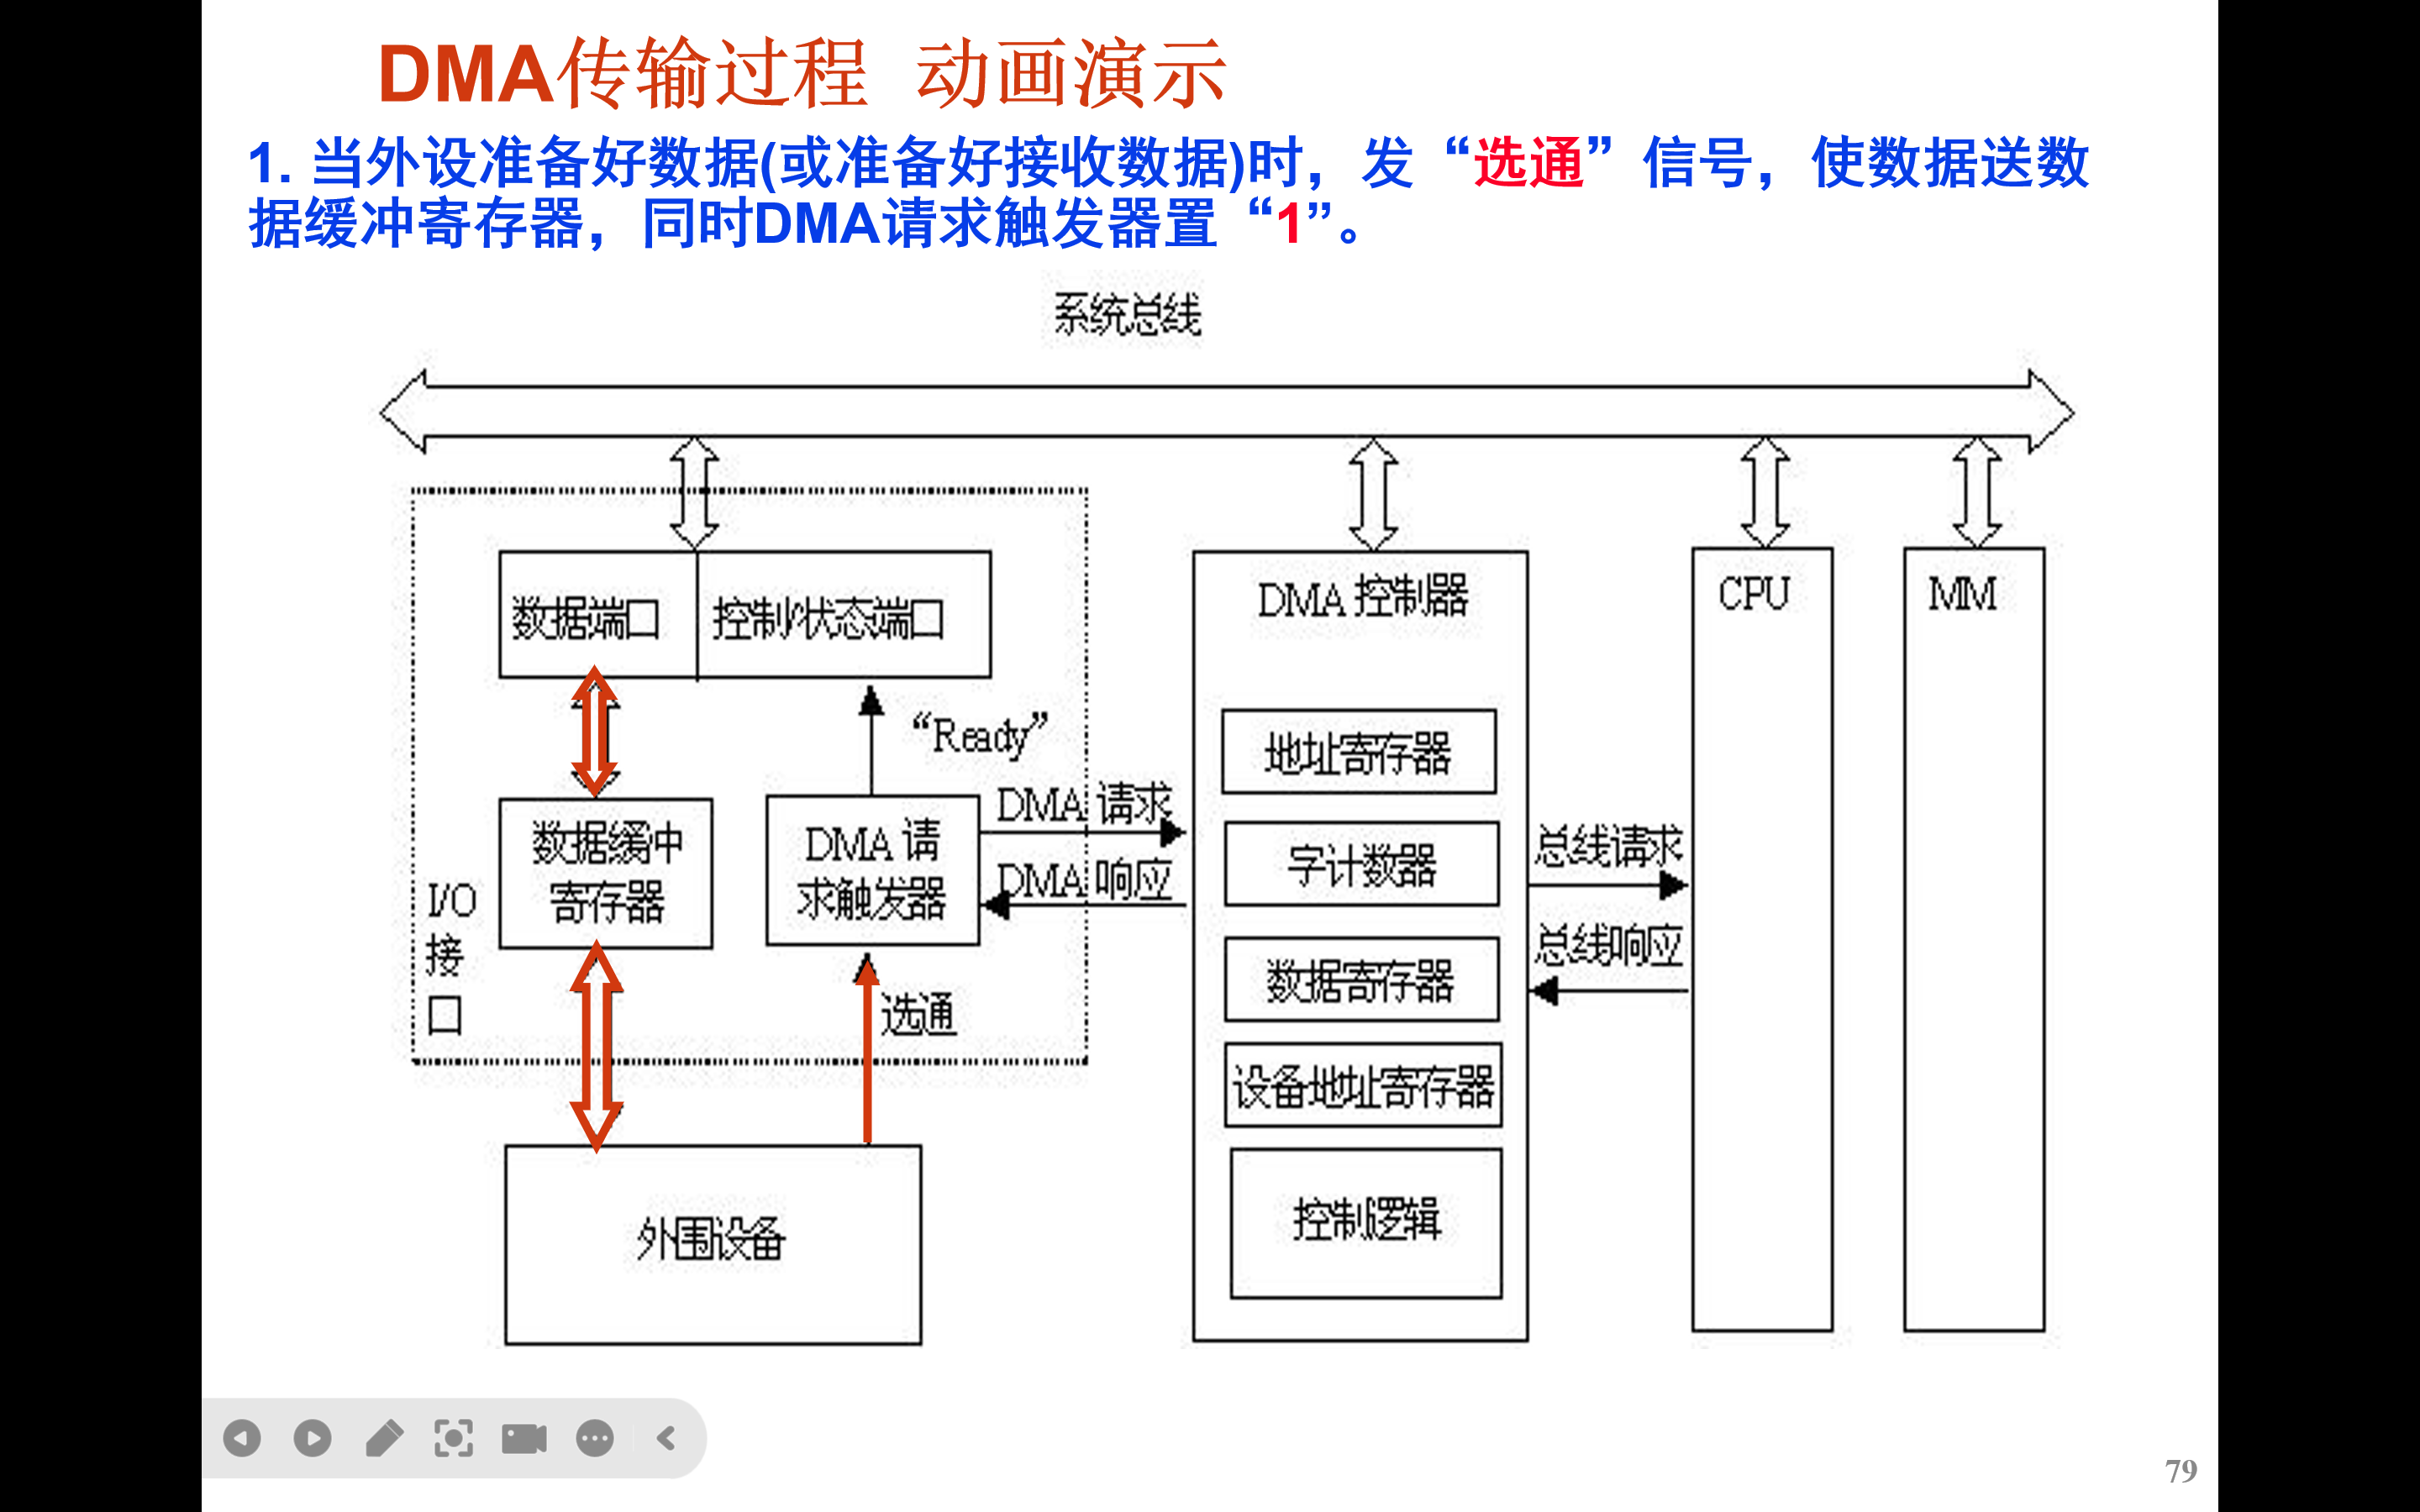 DMA传输过程 动画演示
1. 当外设准备好数据(或准备好接收数据)时，发“选通”信号，使数据送数
据缓冲寄存器，同时DMA请求触发器置“1”。
系统总线
数据端口
控制/状态端口
“Ready”
数据缓冲
寄存器
DMA 请
求触发器
DMA 请求
DMA 响应
I/O
接
口
选通
外围设备
DMA 控制器
地址寄存器
字计数器
数据寄存器
设备地址寄存器
控制逻辑
总线请求
总线响应
CPU
MM
79